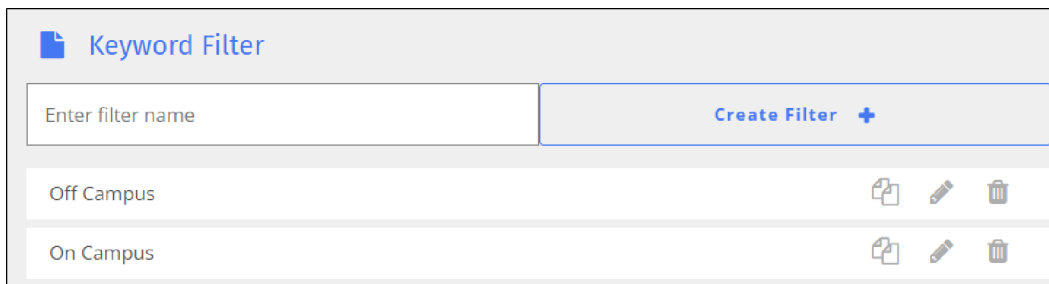 Keyword Filter
Enter filter name
Create Filter
Off Campus
On Campus